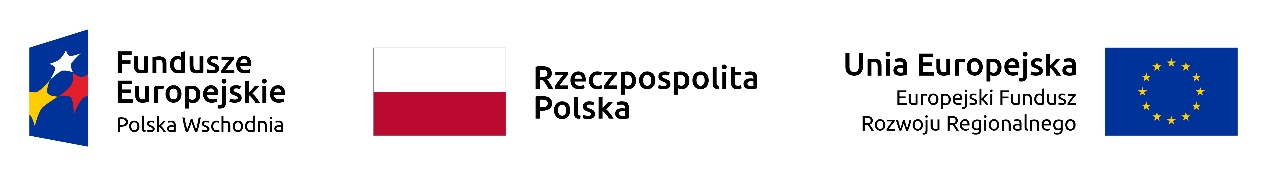 Fundusze
Europejskie
Polska Wschodnia
Rzeczpospolita
Polska
Unia Europejska
Europejski Fundusz
Rozwoju Regionalnego